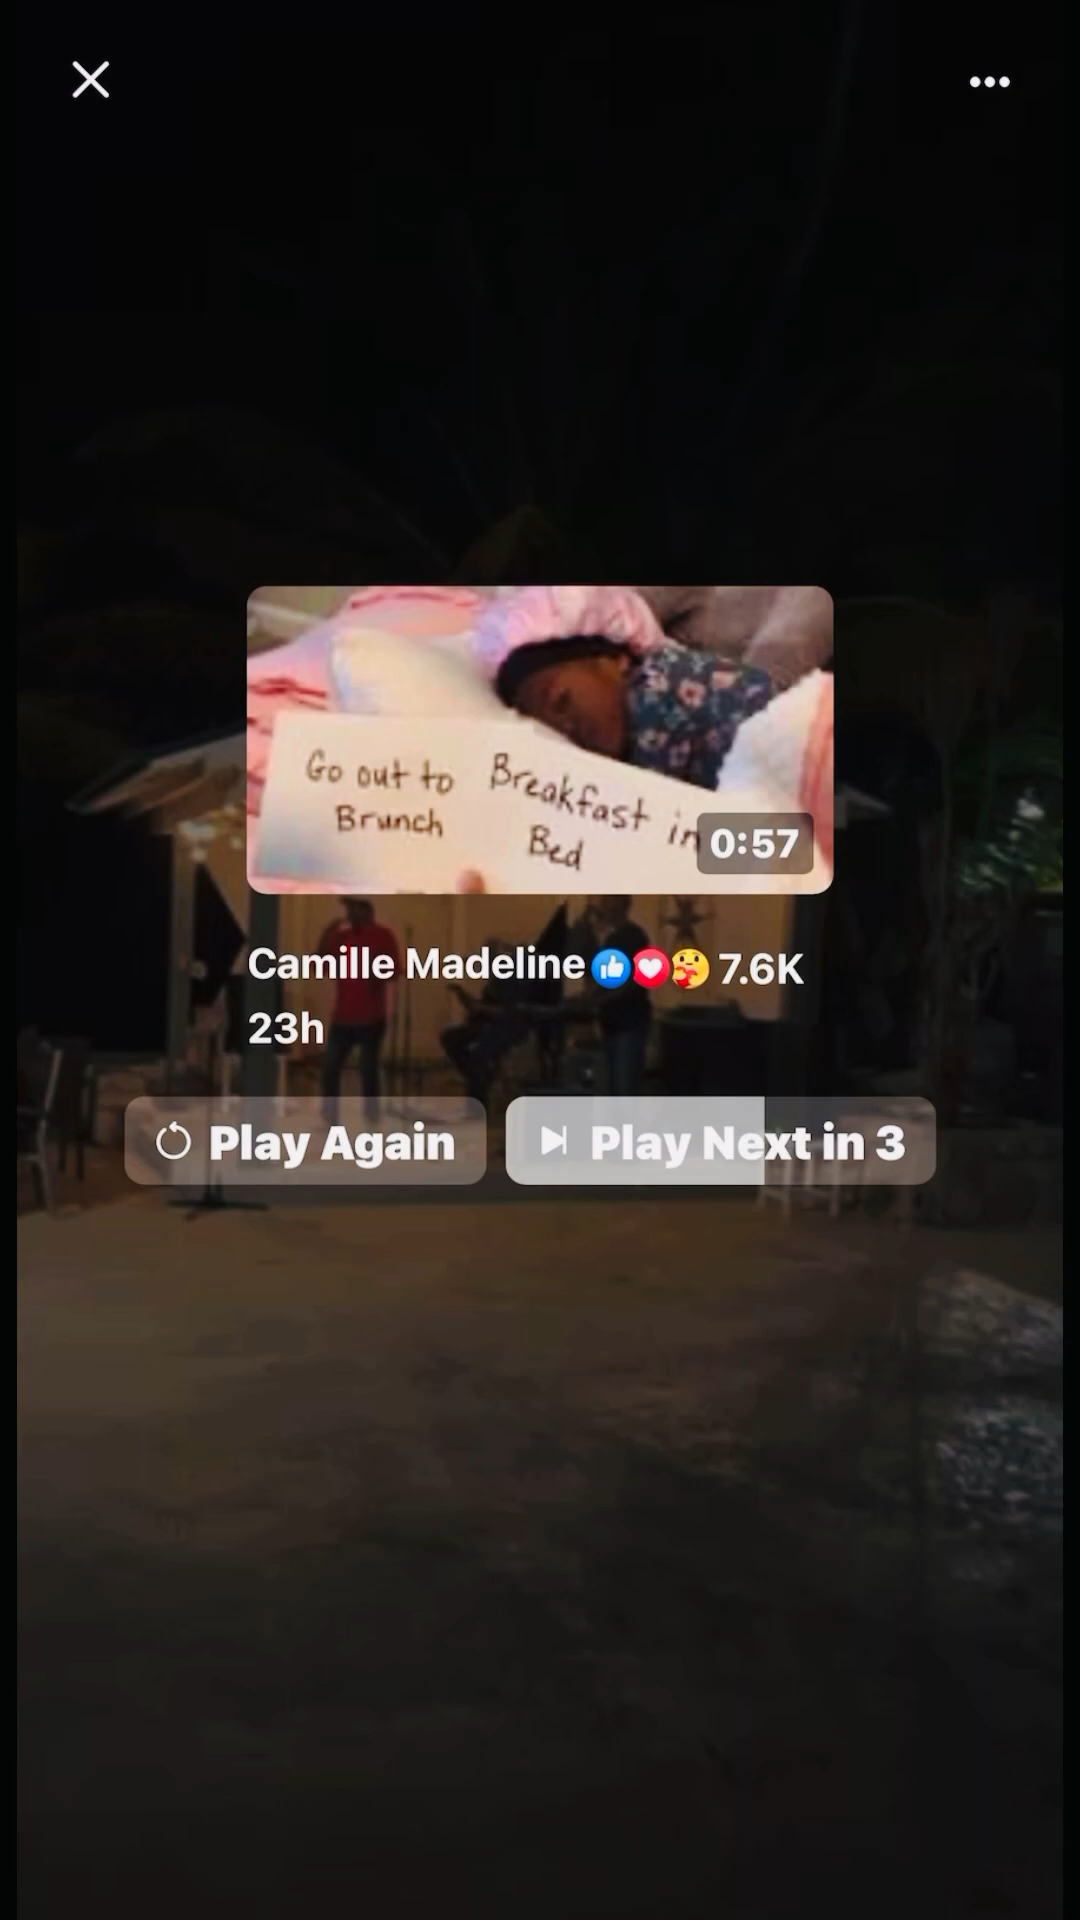 Go out to
Brunch
Breakfast in
Bed
0:57
Camille Madeline 7.6K
23h
Play Again
Play Next in 3